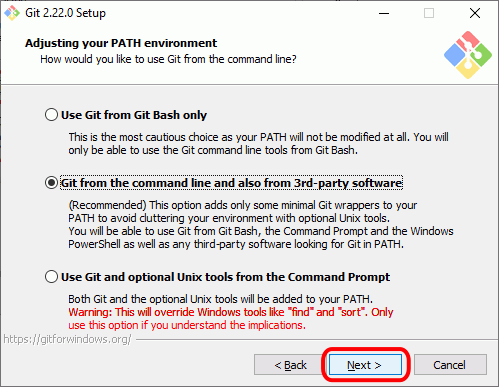 Git 2.22.0 Setup
Adjusting your PATH environment
How would you like to use Git from the command line?
Use Git from Git Bash only
This is the most cautious choice as your PATH will not be modified at all. You will
only be able to use the Git command line tools from Git Bash.
Git from the command line and also from 3rd-party software
(Recommended) This option adds only some minimal Git wrappers to your
PATH to avoid cluttering your environment with optional Unix tools.
You will be able to use Git from Git Bash, the Command Prompt and the Windows
PowerShell as well as any third-party software looking for Git in PATH.
Use Git and optional Unix tools from the Command Prompt
Both Git and the optional Unix tools will be added to your PATH.
Warning: This will override Windows tools like "find" and "sort". Only
use this option if you understand the implications.
https://gitforwindows.org/
< Back
Next >
Cancel